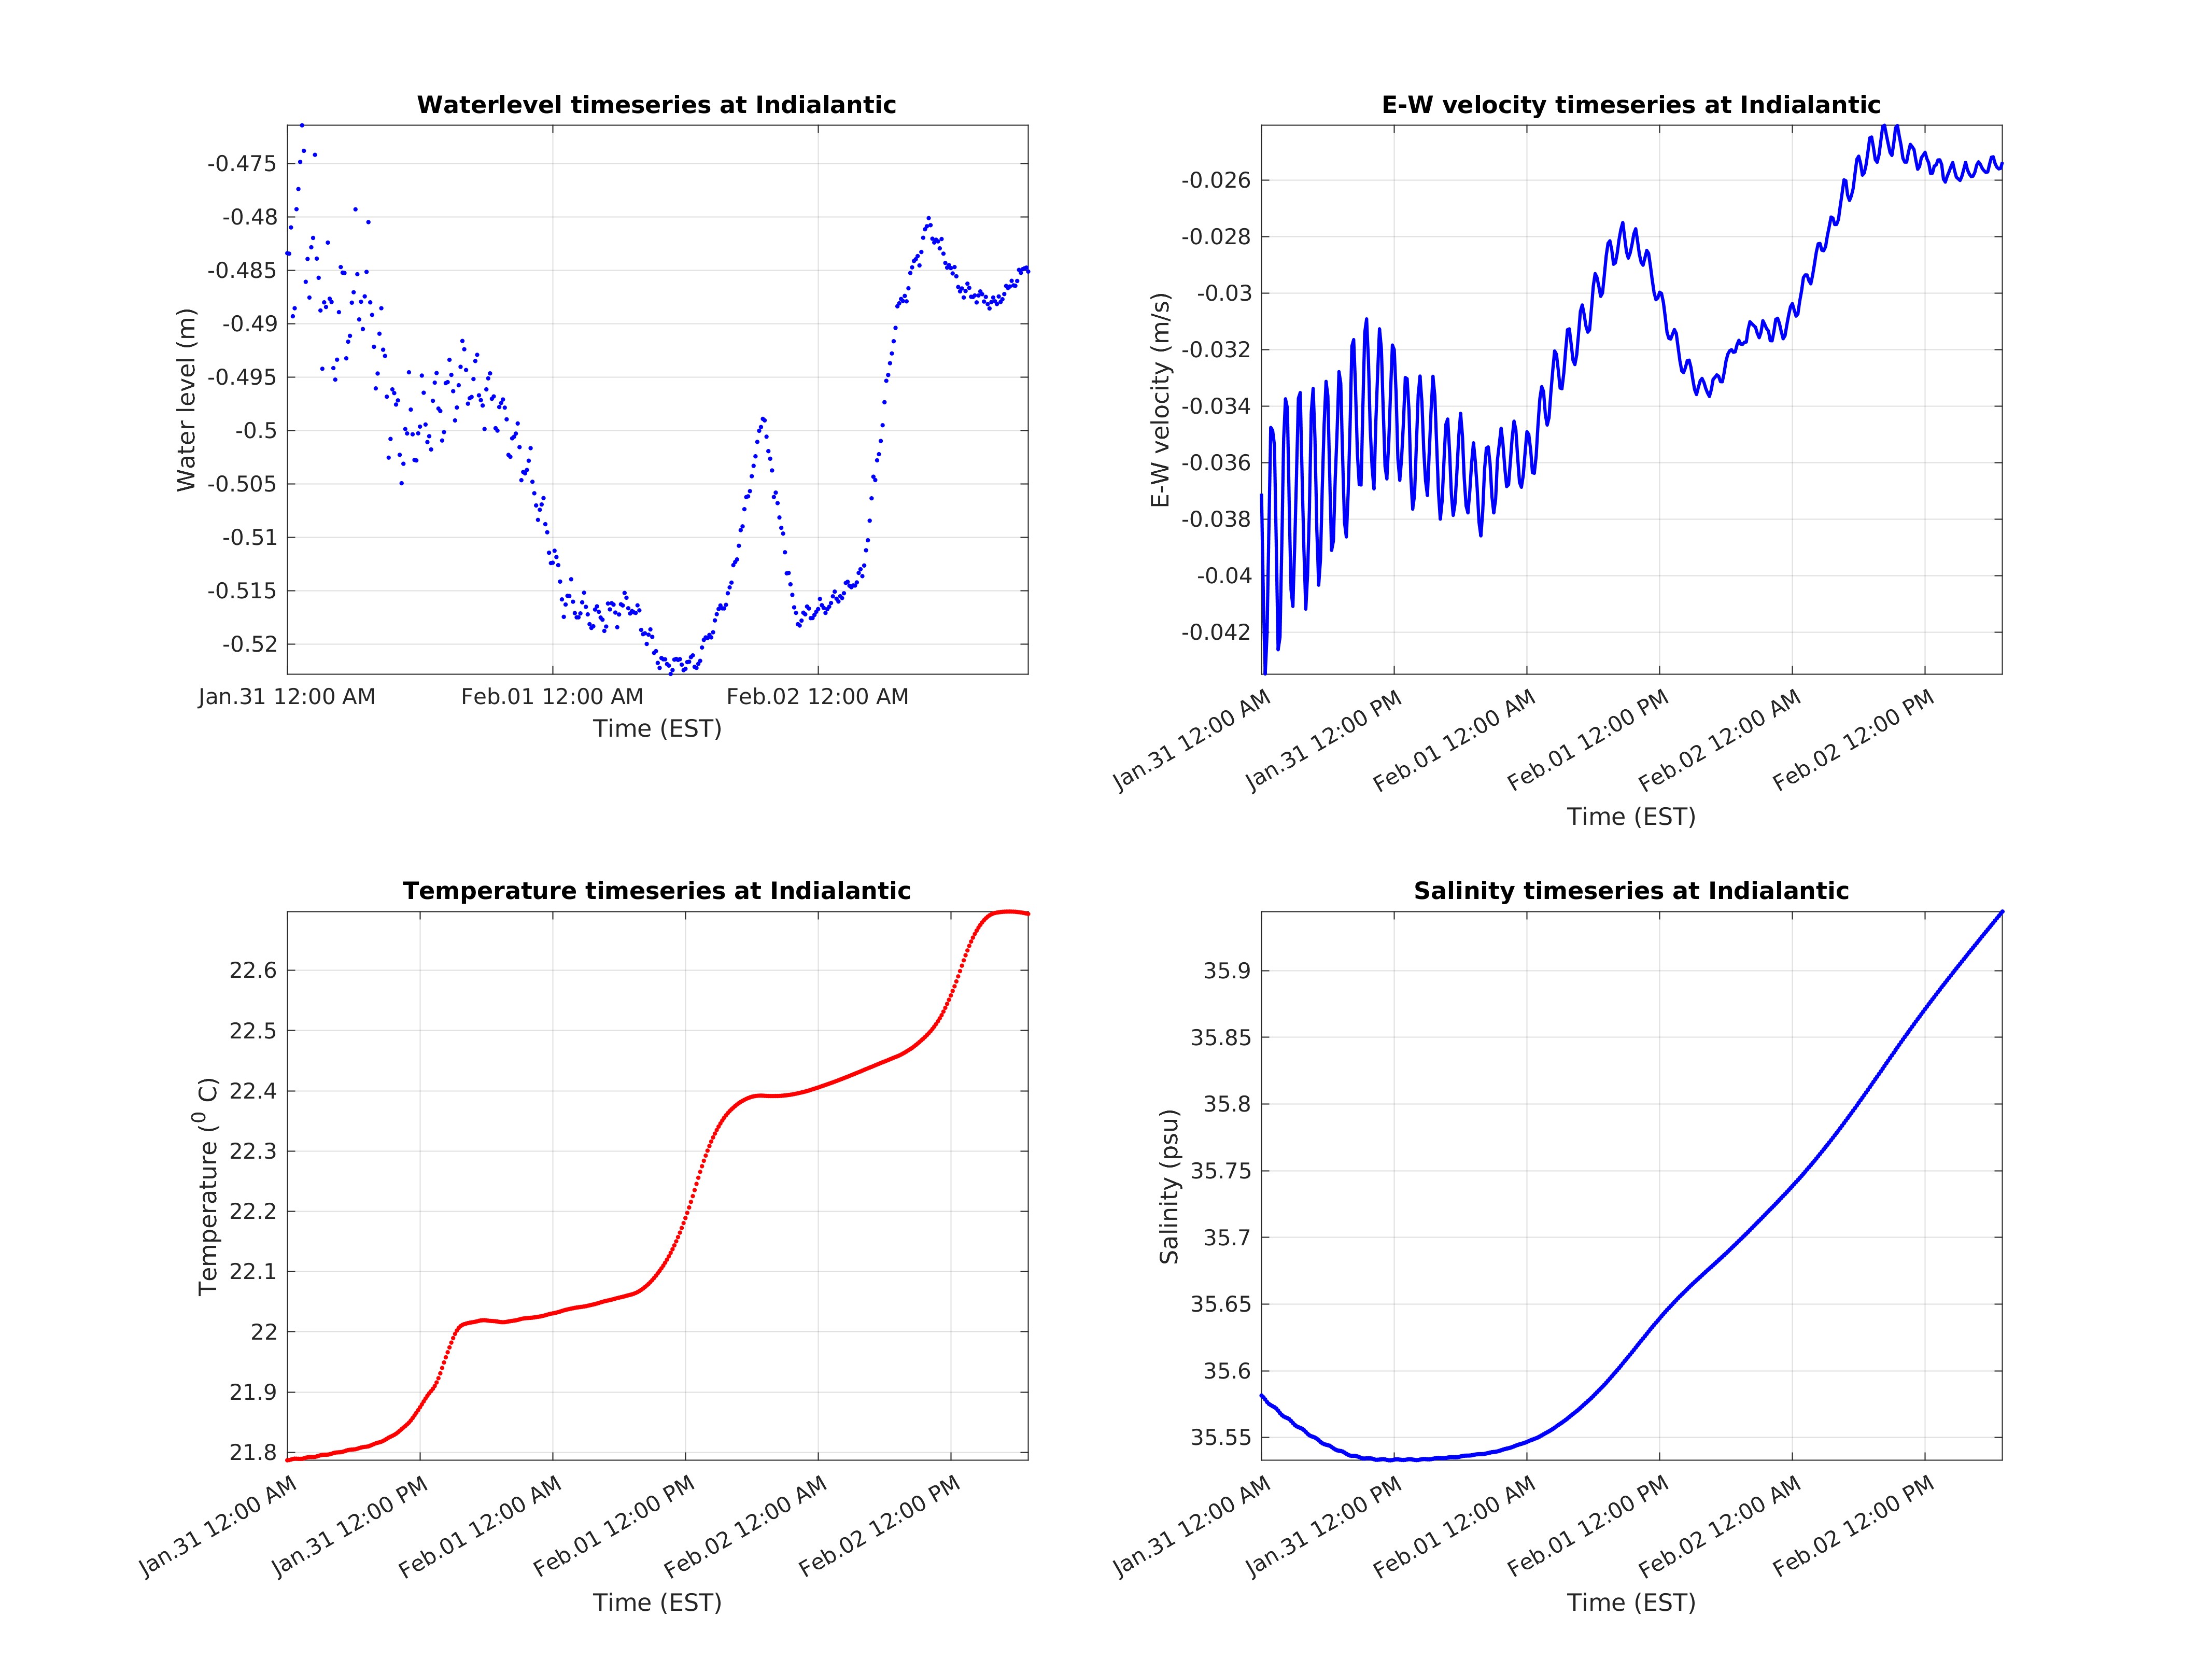 Waterlevel timeseries at Indialantic
-0.475
-0.48
-0.485
-0.49
-0.495
-0.5
-0.505
-0.51
-0.515
-0.52
Water level (m)
Jan.31 12:00 AM
Feb.01 12:00 AM
Feb.02 12:00 AM
Time (EST)
E-W velocity timeseries at Indialantic
-0.026
-0.028
-0.03
-0.032
-0.034
-0.036
-0.038
-0.04
-0.042
E-W velocity (m/s)
Jan.31 12:00 AM
Jan.31 12:00 PM
Feb.01 12:00 AM
Feb.01 12:00 PM
Feb.02 12:00 AM
Feb.02 12:00 PM
Time (EST)
Temperature timeseries at Indialantic
22.6
22.5
22.4
22.3
22.2
22.1
22
21.9
21.8
Temperature (⁰ C)
Jan.31 12:00 AM
Jan.31 12:00 PM
Feb.01 12:00 AM
Feb.01 12:00 PM
Feb.02 12:00 AM
Feb.02 12:00 PM
Time (EST)
Salinity timeseries at Indialantic
35.9
35.85
35.8
35.75
35.7
35.65
35.6
35.55
Salinity (psu)
Jan.31 12:00 AM
Jan.31 12:00 PM
Feb.01 12:00 AM
Feb.01 12:00 PM
Feb.02 12:00 AM
Feb.02 12:00 PM
Time (EST)